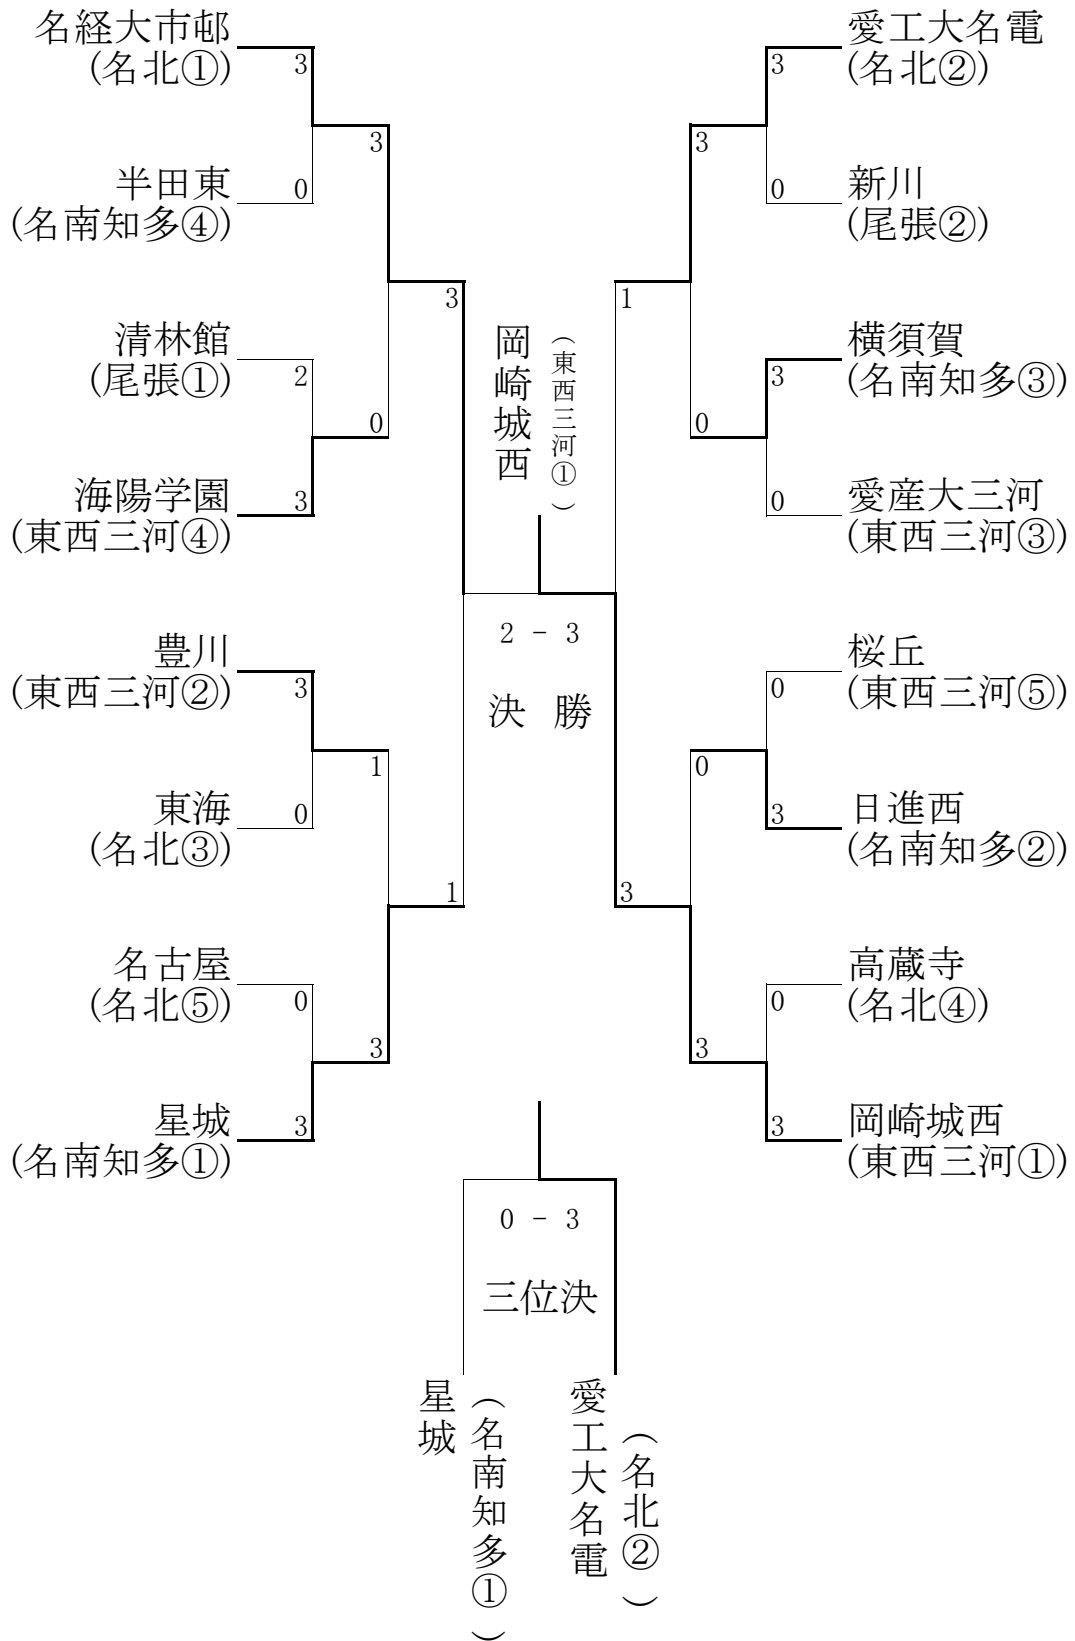 名経大市邨
(名北①)
3
3
半田東
(名南知多④)
0
3
清林館
(尾張①)
2
0
海陽学園
(東西三河④)
3
豊川
(東西三河②)
3
1
東海
(名北③)
0
1
名古屋
(名北⑤)
0
3
星城
(名南知多①)
3
岡崎城西
(東西三河①)
2 - 3
決 勝
愛工大名電
(名北②)
3
3
新川
(尾張②)
0
1
横須賀
(名南知多③)
3
0
愛産大三河
(東西三河③)
0
桜丘
(東西三河⑤)
0
0
日進西
(名南知多②)
3
3
高蔵寺
(名北④)
0
3
岡崎城西
(東西三河①)
3
0 - 3
三位決
星城
(名南知多①)
愛工大名電
(名北②)